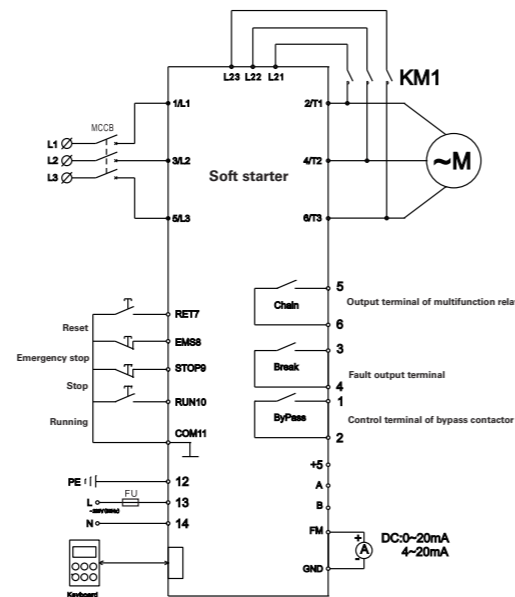 L23 L22 L21
KM1
1/L1 2/T1
MCCB
L1
L2 3/L2 4/T2 ~M
L3
Soft starter
5/L3 6/T3
5
Chain Output terminal of multifunction rela
RET7 6
Reset
EMS8 3
Emergency stop
STOP9 Break Fault output terminal
Stop 4
RUN10 1
Running ByPass Control terminal of bypass contactor
COM11 2
+5
PE 12 A
L FU 13 B
N 14 FM + A - DC:0~20mA
4~20mA
GND
Keyboard